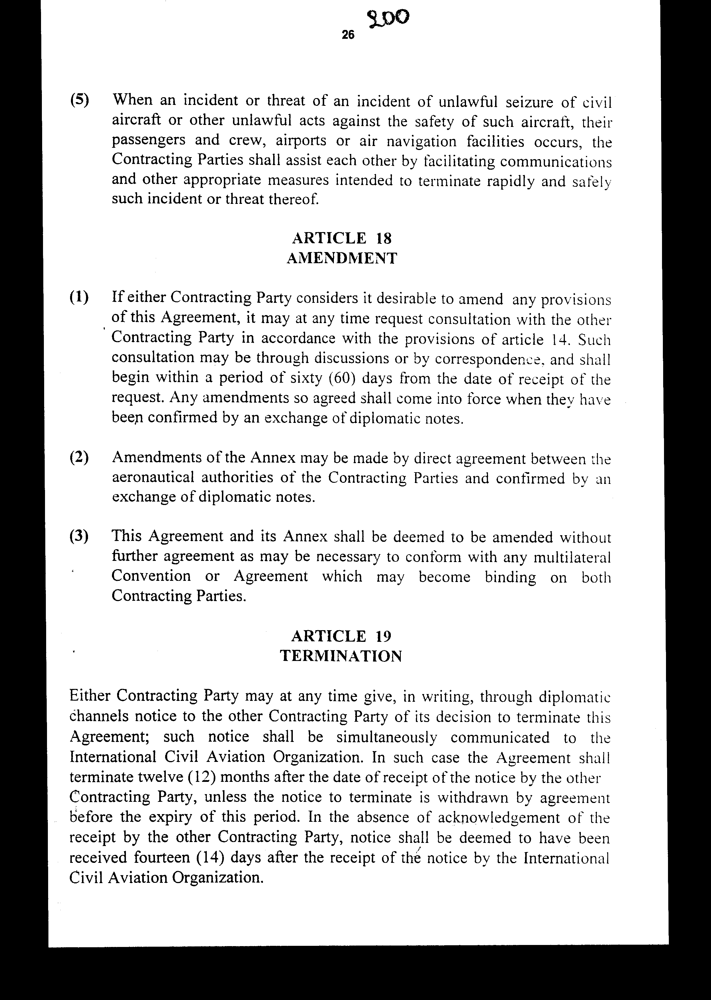 200
26
(5) When an incident or threat of an incident of unlawful seizure of civil
aircraft or other unlawful acts against the safety of such aircraft, their
passengers and crew, airports or air navigation facilities occurs, the
Contracting Parties shall assist each other by facilitating communications
and other appropriate measures intended to terminate rapidly and safely
such incident or threat thereof.
ARTICLE 18
AMENDMENT
(1) If either Contracting Party considers it desirable to amend any provisions
of this Agreement, it may at any time request consultation with the other
Contracting Party in accordance with the provisions of article 14. Such
consultation may be through discussions or by correspondence, and shall
begin within a period of sixty (60) days from the date of receipt of the
request. Any amendments so agreed shall come into force when they have
been confirmed by an exchange of diplomatic notes.
(2) Amendments of the Annex may be made by direct agreement between the
aeronautical authorities of the Contracting Parties and confirmed by an
exchange of diplomatic notes.
(3) This Agreement and its Annex shall be deemed to be amended without
further agreement as may be necessary to conform with any multilateral
Convention or Agreement which may become binding on both
Contracting Parties.
ARTICLE 19
TERMINATION
Either Contracting Party may at any time give, in writing, through diplomatic
channels notice to the other Contracting Party of its decision to terminate this
Agreement; such notice shall be simultaneously communicated to the
International Civil Aviation Organization. In such case the Agreement shall
terminate twelve (12) months after the date of receipt of the notice by the other
Contracting Party, unless the notice to terminate is withdrawn by agreement
before the expiry of this period. In the absence of acknowledgement of the
receipt by the other Contracting Party, notice shall be deemed to have been
received fourteen (14) days after the receipt of the notice by the International
Civil Aviation Organization.